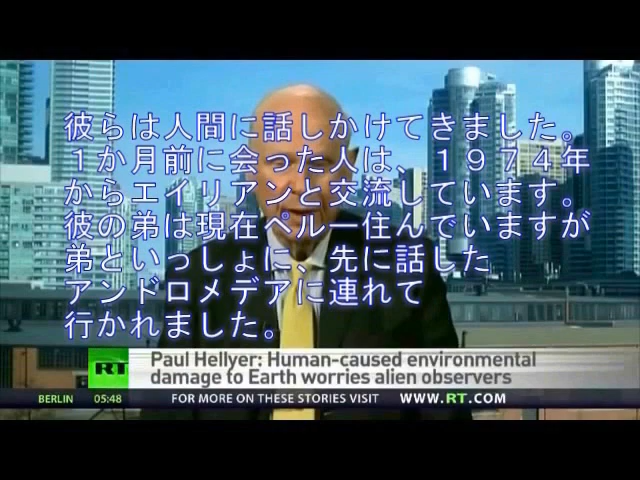 彼らは人間に話しかけてきました。
１か月前に会った人は、１９７４年
からエイリアンと交流しています。
彼の弟は現在ペルー住んでいますが
弟といっしょに、先に話した
アンドロメデアに連れて
行かれました。
RT
Paul Hellyer: Human-caused environmental
damage to Earth worries alien observers
BERLIN 05:48 FOR MORE ON THESE STORIES VISIT WWW.RT.COM